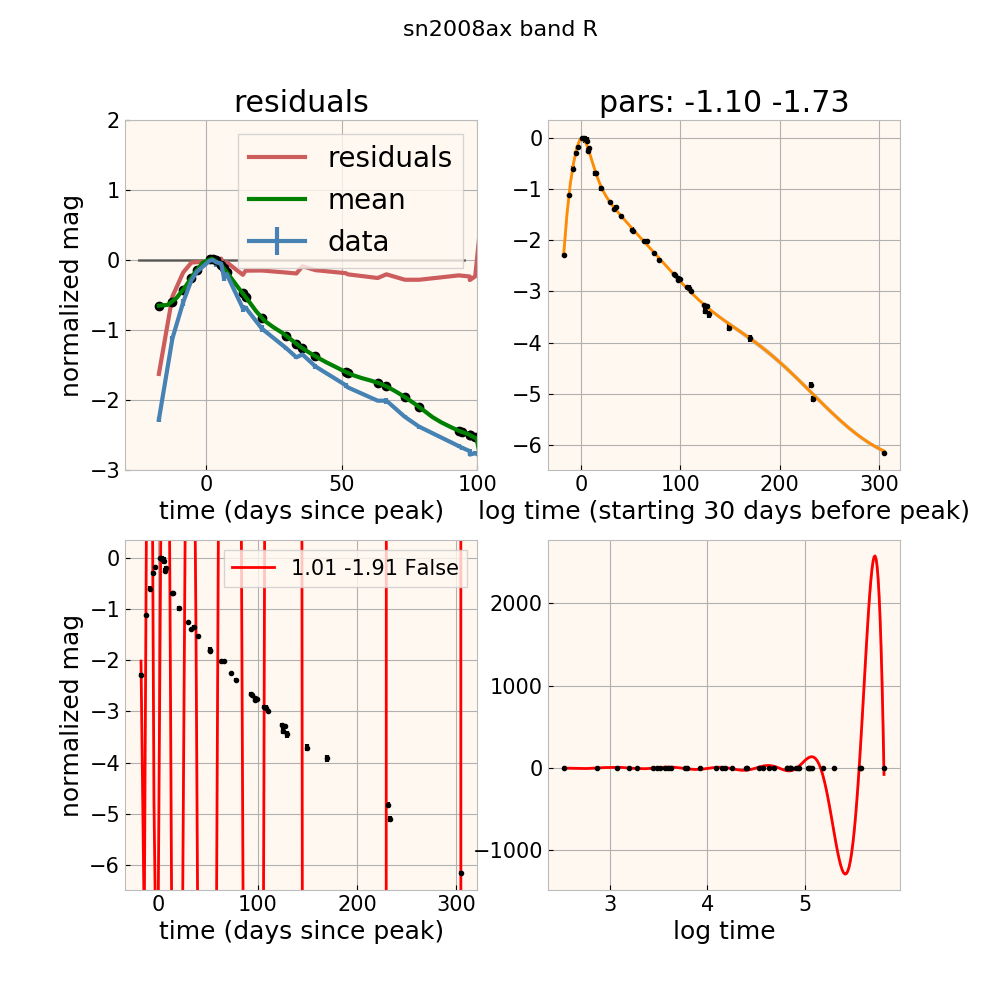 sn2008ax band R
residuals
pars: -1.10 -1.73
2
1
0
−1
−2
−3
normalized mag
residuals
mean
data
0
50
100
time (days since peak)
0
−1
−2
−3
−4
−5
−6
0
100
200
300
log time (starting 30 days before peak)
0
−1
−2
−3
−4
−5
−6
normalized mag
1.01 -1.91 False
0
100
200
300
time (days since peak)
2000
1000
0
−1000
3
4
5
log time